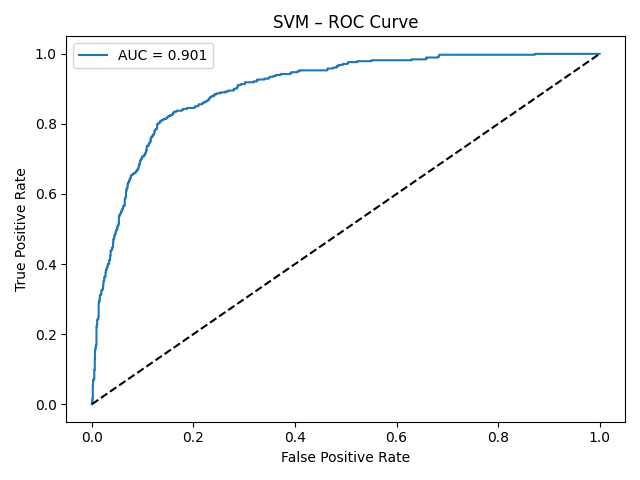 SVM – ROC Curve
AUC = 0.901
True Positive Rate
1.0
0.8
0.6
0.4
0.2
0.0
0.0 0.2 0.4 0.6 0.8 1.0
False Positive Rate